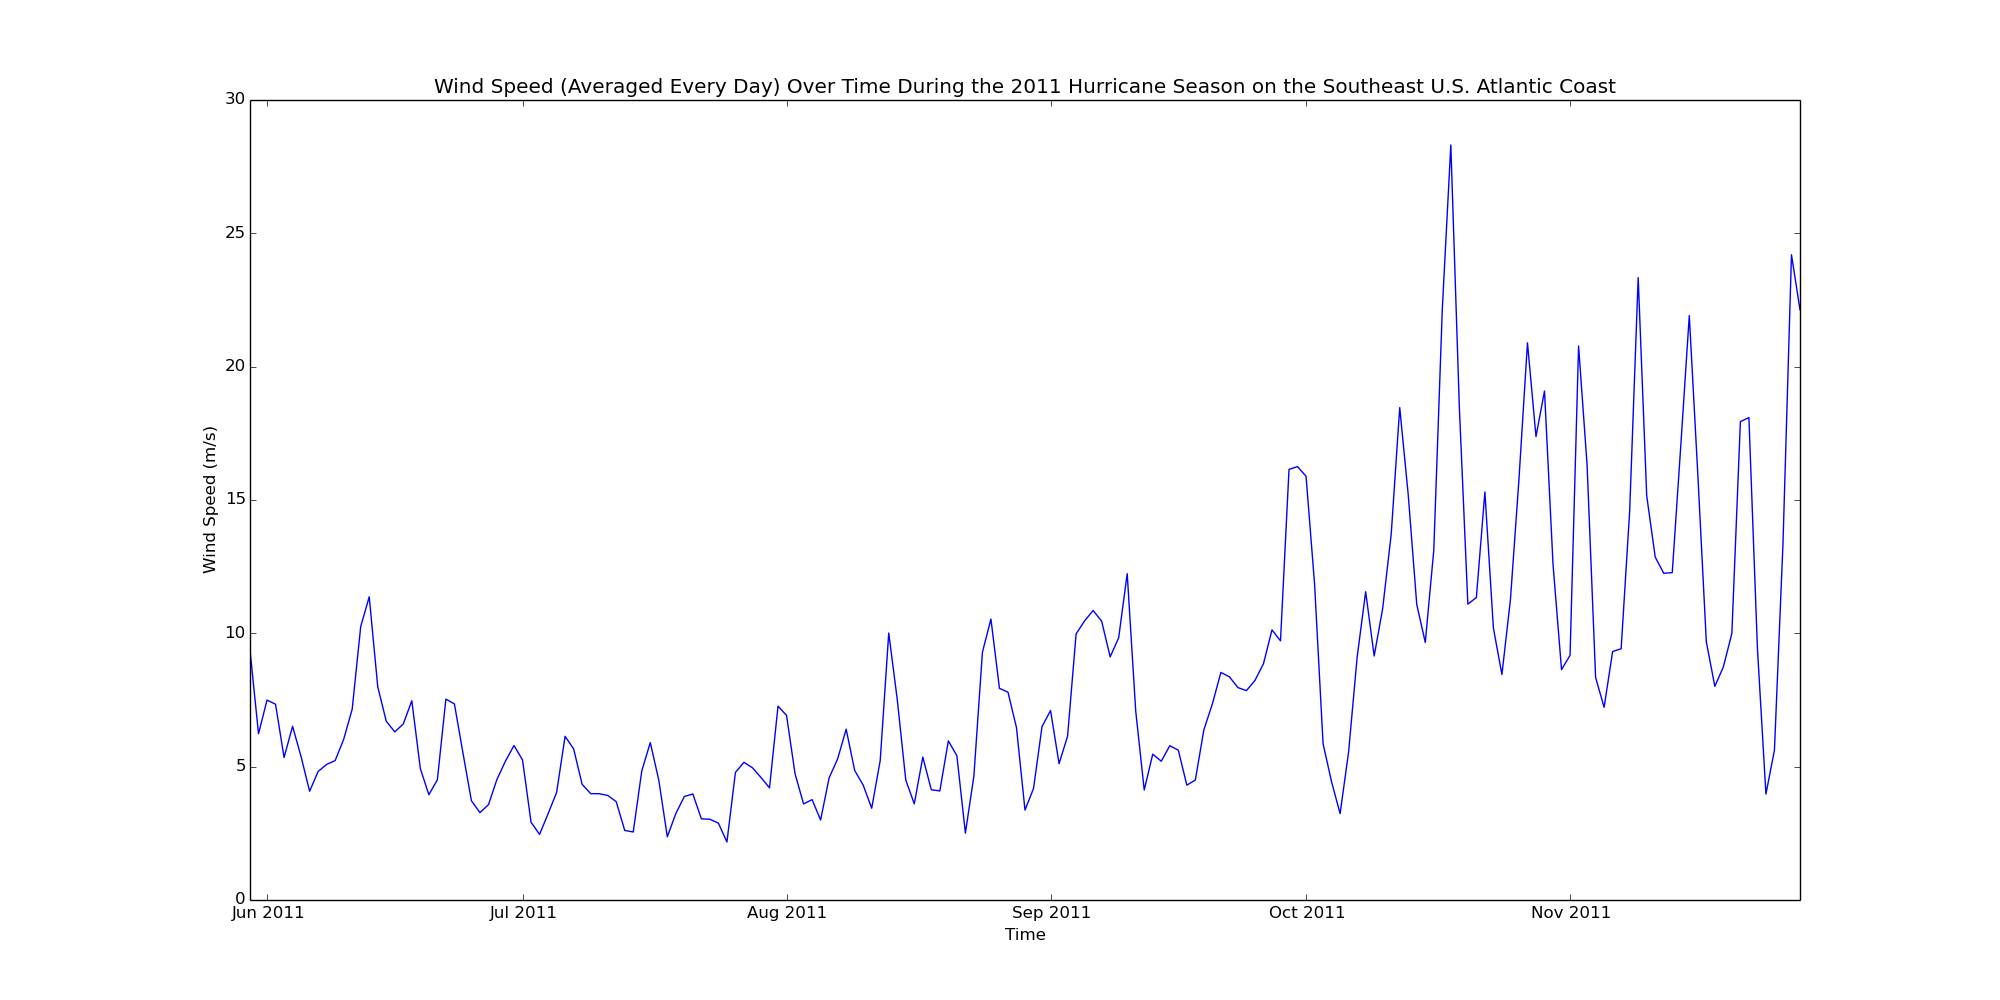 Wind Speed (Averaged Every Day) Over Time During the 2011 Hurricane Season on the Southeast U.S. Atlantic Coast
30
25
20
15
10
5
0
Wind Speed (m/s)
Jun 2011 Jul 2011 Aug 2011 Sep 2011 Oct 2011 Nov 2011
Time